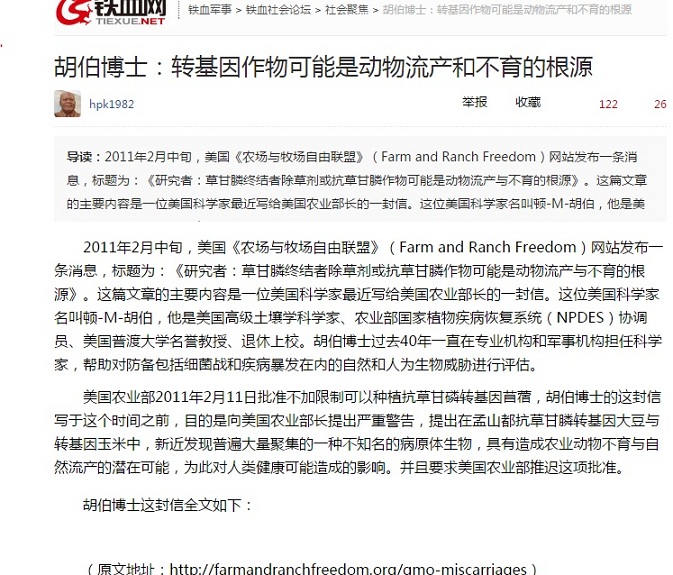 铁血网
TIEXUE.NET
铁血军事 > 铁血社会论坛 > 社会聚焦 > 胡伯博士：转基因作物可能是动物流产和不育的根源
胡伯博士：转基因作物可能是动物流产和不育的根源
hpk1982 举报 收藏 122 26
导读：2011年2月中旬，美国《农场与牧场自由联盟》（Farm and Ranch Freedom）网站发布一条消
息，标题为：《研究者：草甘膦终结者除草剂或抗草甘膦作物可能是动物流产与不育的根源》。这篇文章
的主要内容是一位美国科学家最近写给美国农业部长的一封信。这位美国科学家名叫顿-M-胡伯，他是美
2011年2月中旬，美国《农场与牧场自由联盟》（Farm and Ranch Freedom）网站发布一
条消息，标题为：《研究者：草甘膦终结者除草剂或抗草甘膦作物可能是动物流产与不育的根
源》。这篇文章的主要内容是一位美国科学家最近写给美国农业部长的一封信。这位美国科学家
名叫顿-M-胡伯，他是美国高级土壤学科学家、农业部国家植物疾病恢复系统（NPDES）协调
员、美国普渡大学名誉教授、退休上校。胡伯博士过去40年一直在专业机构和军事机构担任科学
家，帮助对防备包括细菌战和疾病暴发在内的自然和人为生物威胁进行评估。
美国农业部2011年2月11日批准不加限制可以种植抗草甘磷转基因苜蓿，胡伯博士的这封信
写于这个时间之前，目的是向美国农业部长提出严重警告，提出在孟山都抗草甘膦转基因大豆与
转基因玉米中，新近发现普遍大量聚集的一种不知名的病原体生物，具有造成农业动物不育与自
然流产的潜在可能，为此对人类健康可能造成的影响。并且要求美国农业部推迟这项批准。
胡伯博士这封信全文如下：
（原文地址：http://farmandranchfreedom.org/gmo-miscarriages）